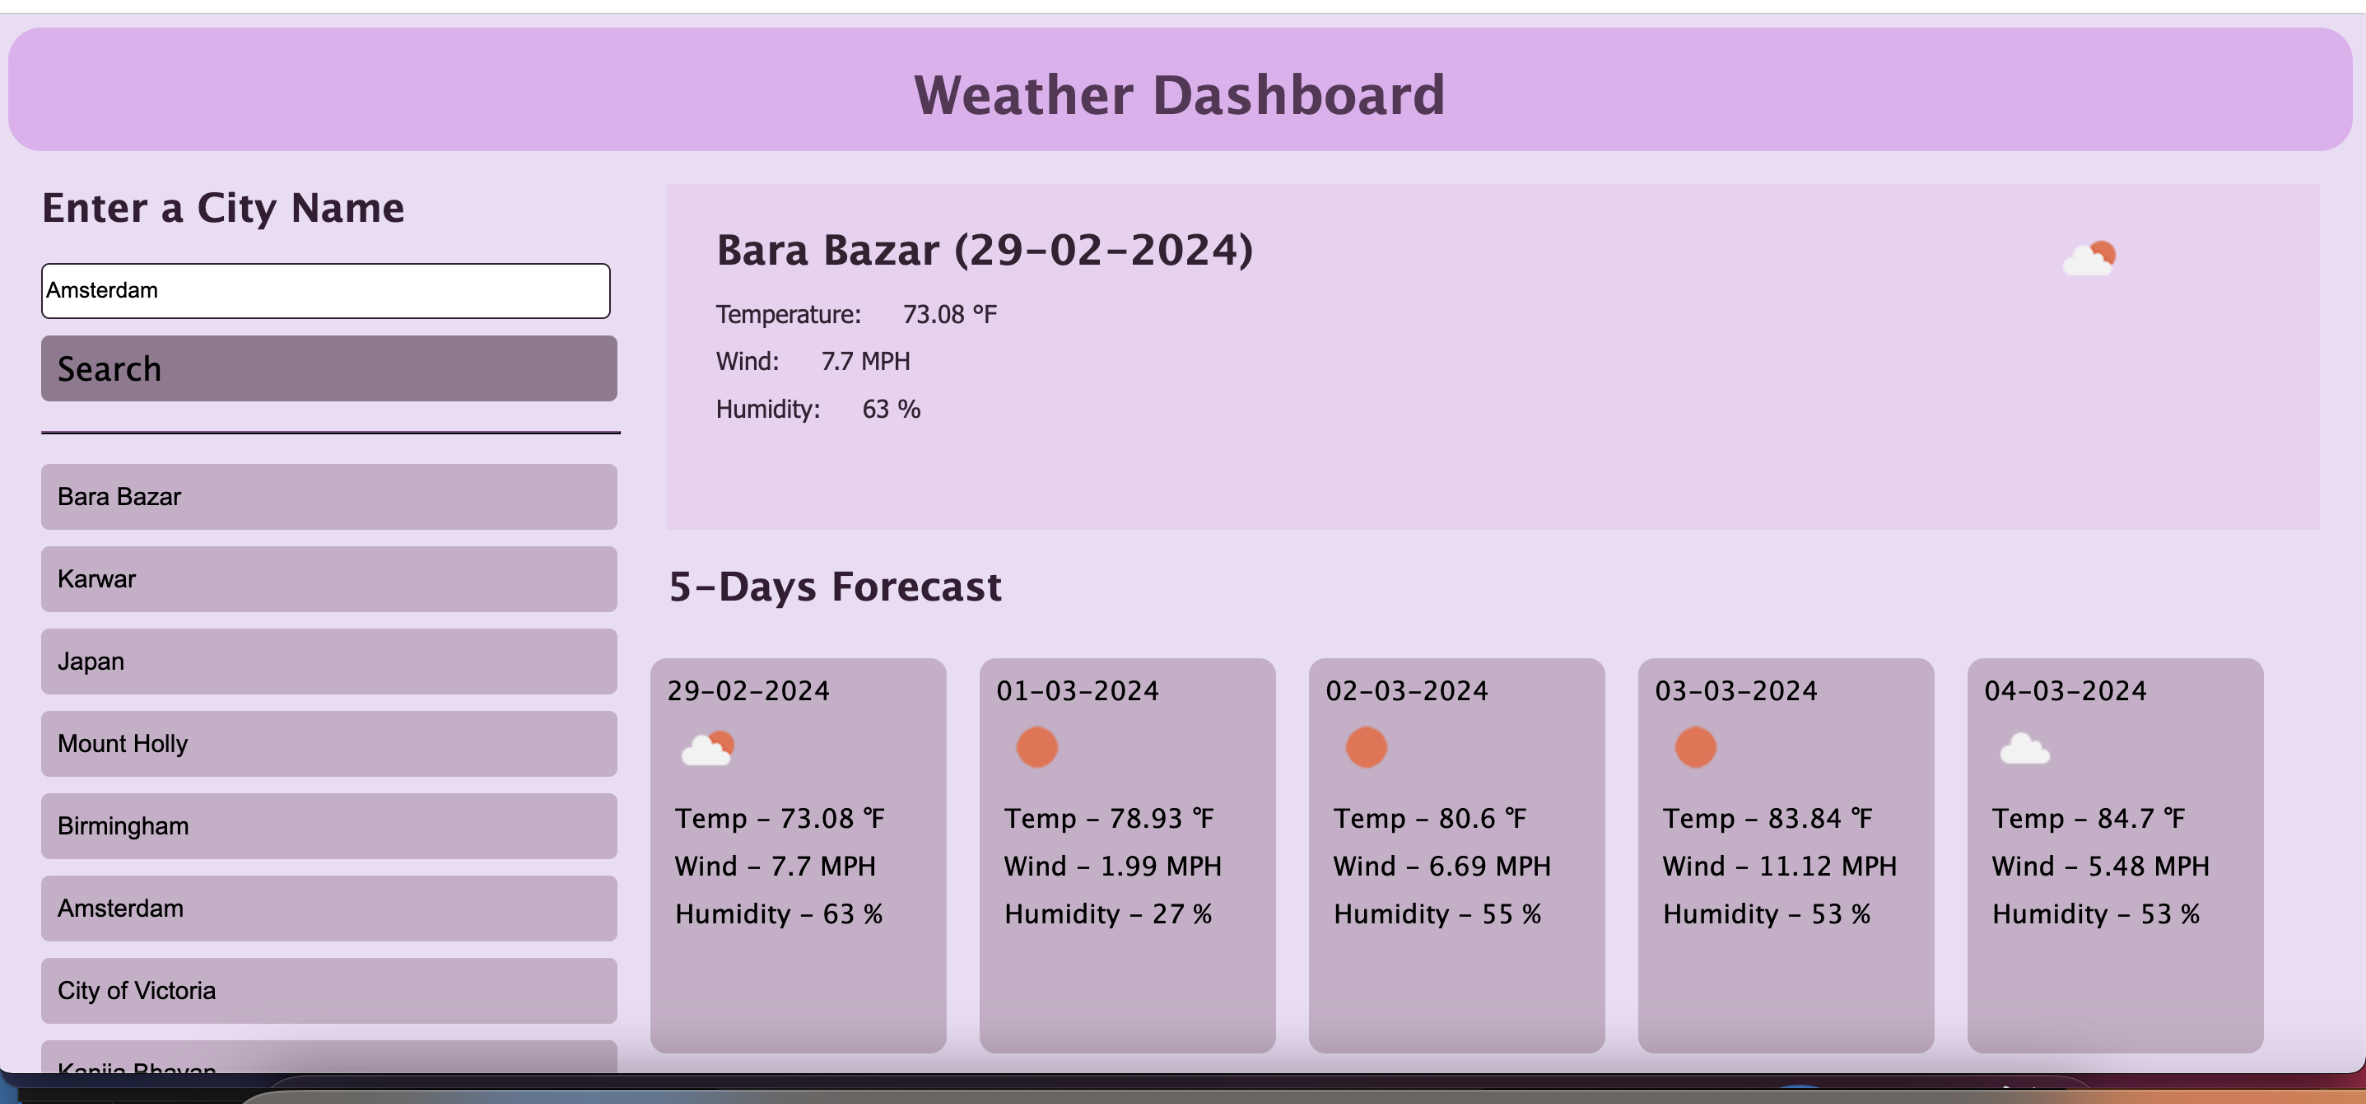 Weather Dashboard
Enter a City Name
Amsterdam
Search
Bara Bazar
Karwar
Japan
Mount Holly
Birmingham
Amsterdam
City of Victoria
Bara Bazar (29-02-2024)
Temperature: 73.08 °F
Wind: 7.7 MPH
Humidity: 63 %
5-Days Forecast
29-02-2024
Temp - 73.08 °F
Wind - 7.7 MPH
Humidity - 63 %
01-03-2024
Temp - 78.93 °F
Wind - 1.99 MPH
Humidity - 27 %
02-03-2024
Temp - 80.6 °F
Wind - 6.69 MPH
Humidity - 55 %
03-03-2024
Temp - 83.84 °F
Wind - 11.12 MPH
Humidity - 53 %
04-03-2024
Temp - 84.7 °F
Wind - 5.48 MPH
Humidity - 53 %